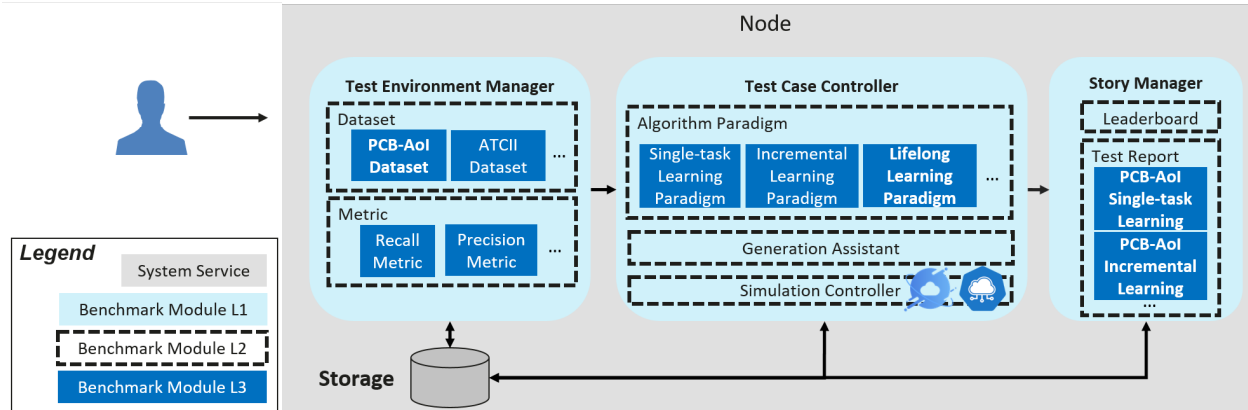 Node
Test Environment Manager
Dataset
PCB-AoI
Dataset
ATCII
Dataset
...
Metric
Recall
Metric
Precision
Metric
...
Test Case Controller
Algorithm Paradigm
Single-task
Learning
Paradigm
Incremental
Learning
Paradigm
Lifelong
Learning
Paradigm
...
Generation Assistant
Simulation Controller
Story Manager
Leaderboard
Test Report
PCB-AoI
Single-task
Learning
PCB-AoI
Incremental
Learning
...
Storage
Legend
System Service
Benchmark Module L1
Benchmark Module L2
Benchmark Module L3